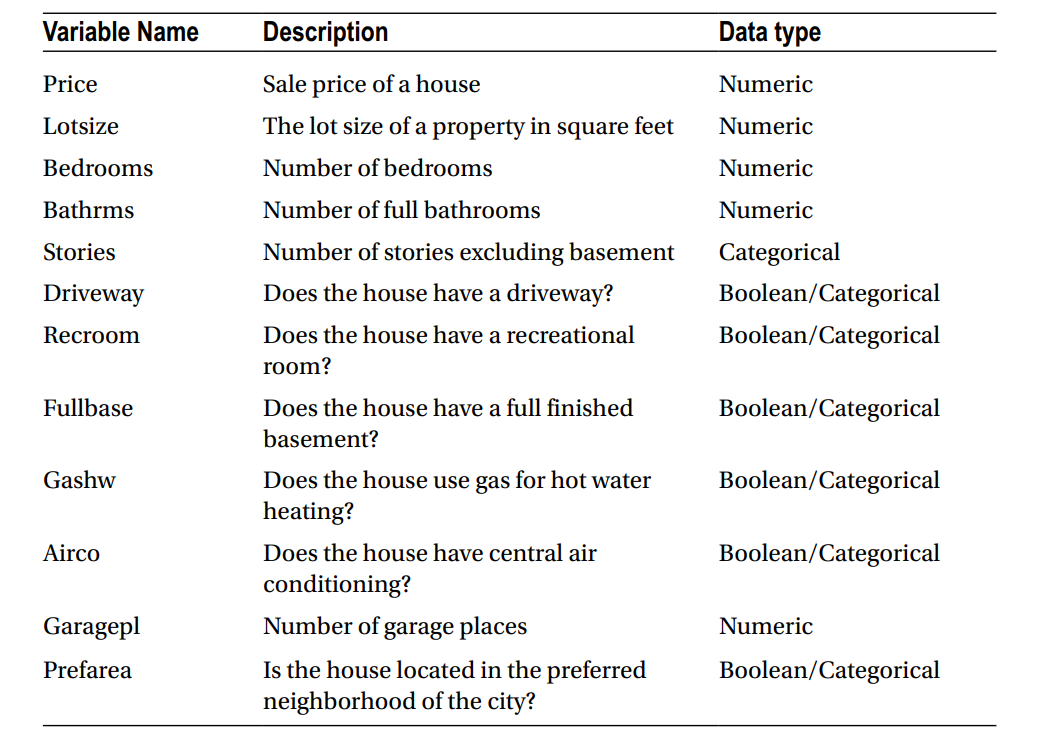 Variable Name Description Data type
Price Sale price of a house Numeric
Lotsize The lot size of a property in square feet Numeric
Bedrooms Number of bedrooms Numeric
Bathrms Number of full bathrooms Numeric
Stories Number of stories excluding basement Categorical
Driveway Does the house have a driveway? Boolean/Categorical
Recroom Does the house have a recreational Boolean/Categorical
room?
Fullbase Does the house have a full finished Boolean/Categorical
basement?
Gashw Does the house use gas for hot water Boolean/Categorical
heating?
Airco Does the house have central air Boolean/Categorical
conditioning?
Garagepl Number of garage places Numeric
Prefarea Is the house located in the preferred Boolean/Categorical
neighborhood of the city?